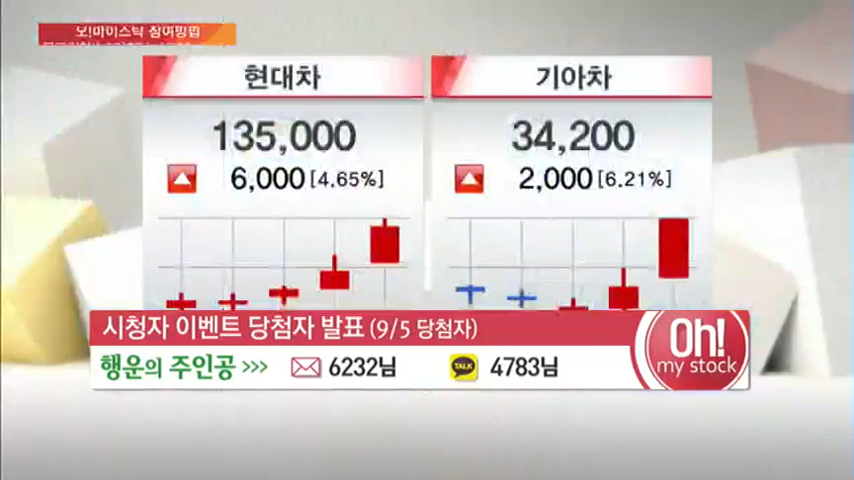 오!마이스탁 참여방법
현대차
135,000
6,000 [4.65%]
기아차
34,200
2,000 [6.21%]
시청자 이벤트 당첨자 발표 (9/5 당첨자)
행운의 주인공 >>> 6232님 TALK 4783님
Oh!
my stock